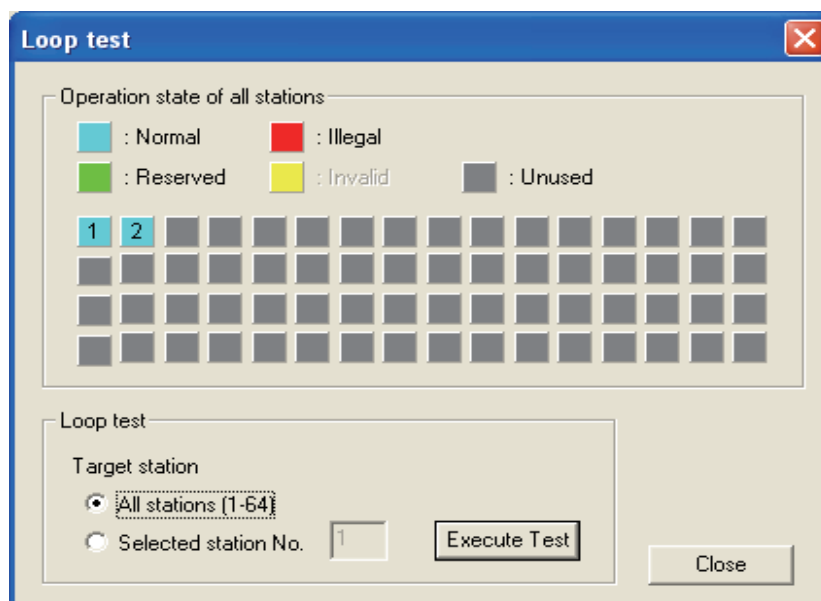 Loop test
Operation state of all stations
: Normal : Illegal
: Reserved : Invalid : Unused
1 2
Loop test
Target station
All stations (1-64)
Selected station No. 1 Execute Test
Close